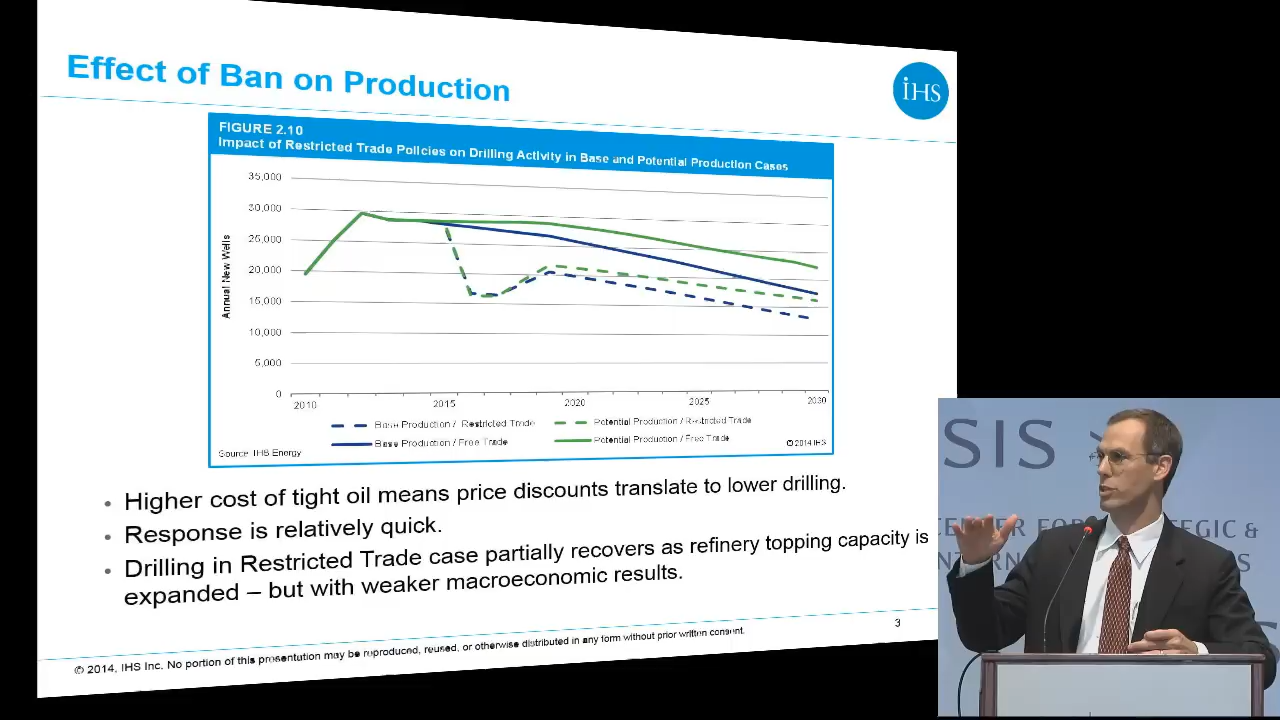 Effect of Ban on Production
iHS
FIGURE 2.10
Impact of Restricted Trade Policies on Drilling Activity in Base and Potential Production Cases
35,000
30,000
25,000
20,000
15,000
10,000
5,000
0
Annual New Wells
2010
2015
2020
2025
2030
Base Production / Restricted Trade
Potential Production / Restricted Trade
Base Production / Free Trade
Potential Production / Free Trade
Source: IHS Energy
© 2014 IHS
• Higher cost of tight oil means price discounts translate to lower drilling.
• Response is relatively quick.
• Drilling in Restricted Trade case partially recovers as refinery topping capacity is
expanded – but with weaker macroeconomic results.
3
© 2014, IHS Inc. No portion of this presentation may be reproduced, reused, or otherwise distributed in any form without prior written consent.
SIS
CENTER FOR STRATEGIC &